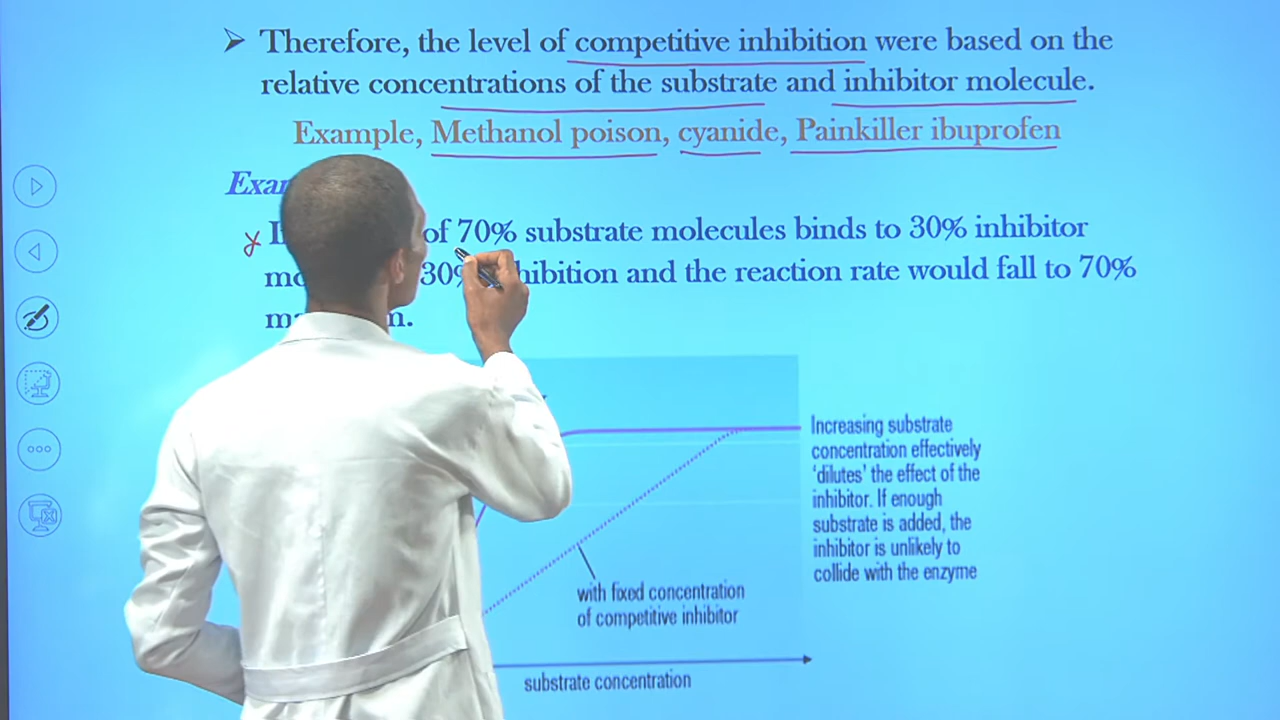 ➢ Therefore, the level of competitive inhibition were based on the
relative concentrations of the substrate and inhibitor molecule.
Example, Methanol poison, cyanide, Painkiller ibuprofen
of 70% substrate molecules binds to 30% inhibitor
inhibition and the reaction rate would fall to 70%
Increasing substrate
concentration effectively
'dilutes' the effect of the
inhibitor. If enough
substrate is added, the
inhibitor is unlikely to
collide with the enzyme
with fixed concentration
of competitive inhibitor
substrate concentration